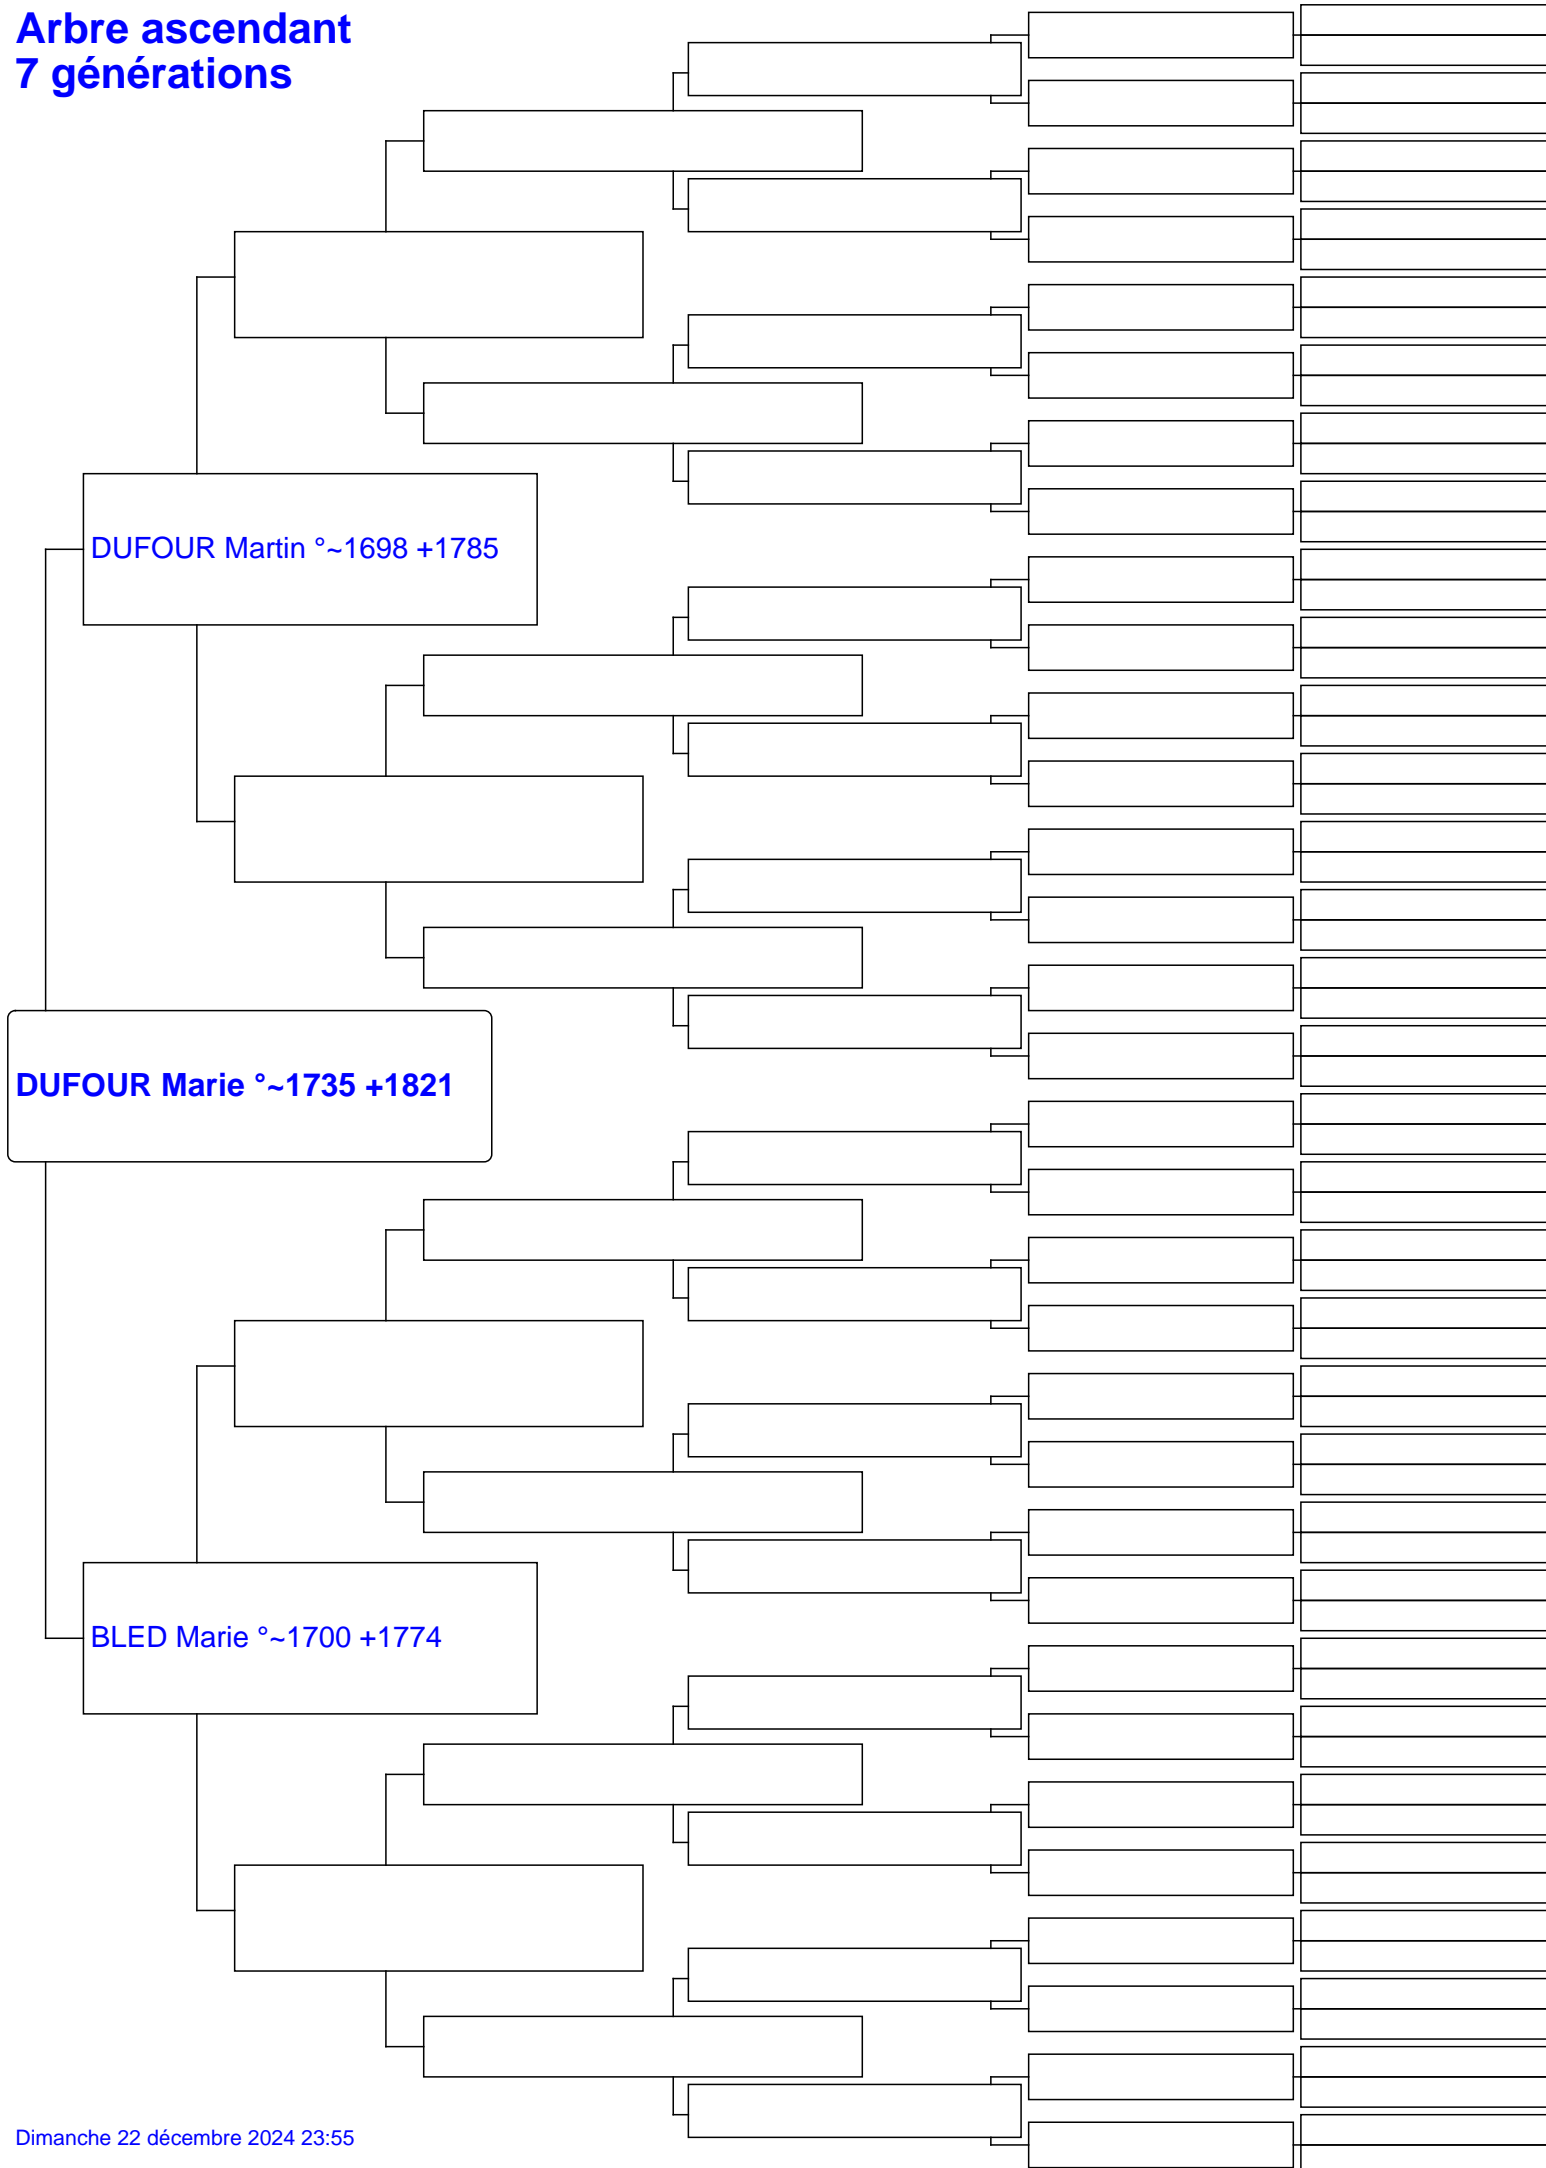 Arbre ascendant
7 générations
DUFOUR Martin °~1698 +1785
DUFOUR Marie °~1735 +1821
BLED Marie °~1700 +1774
Dimanche 22 décembre 2024 23:55